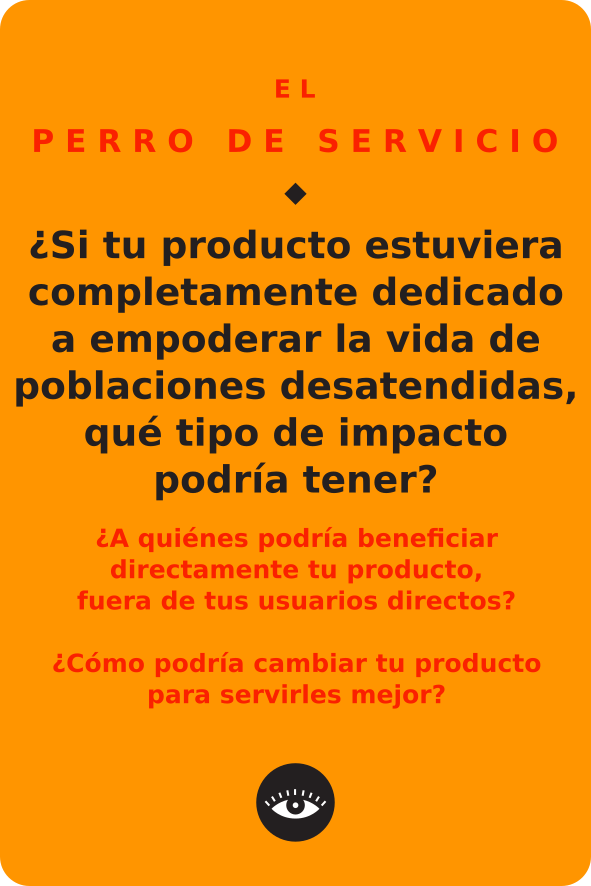 EL
PERRO DE SERVICIO
¿Si tu producto estuviera
completamente dedicado
a empoderar la vida de
poblaciones desatendidas,
qué tipo de impacto
podría tener?
¿A quiénes podría beneficiar
directamente tu producto,
fuera de tus usuarios directos?
¿Cómo podría cambiar tu producto
para servirles mejor?